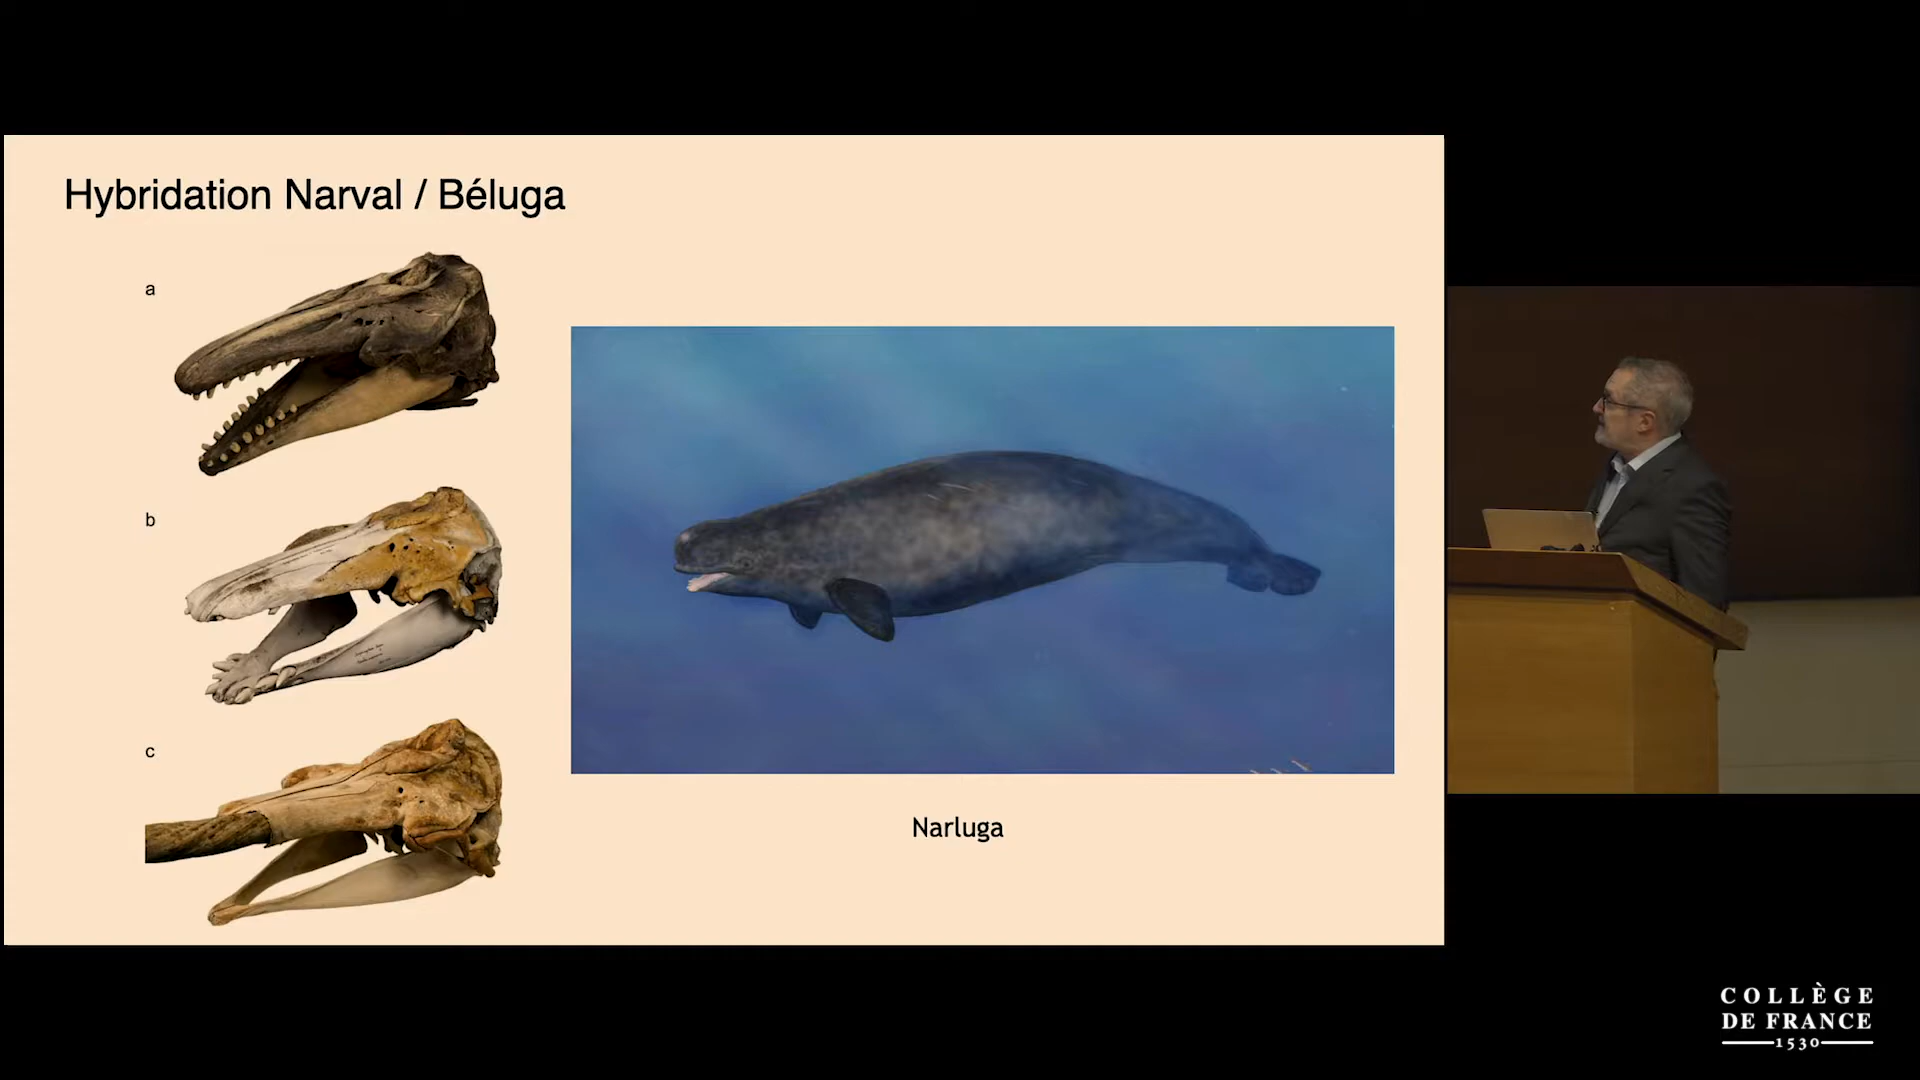 Hybridation Narval / Béluga
a
b
c
Narluga
COLLÈGE
DE FRANCE
1530